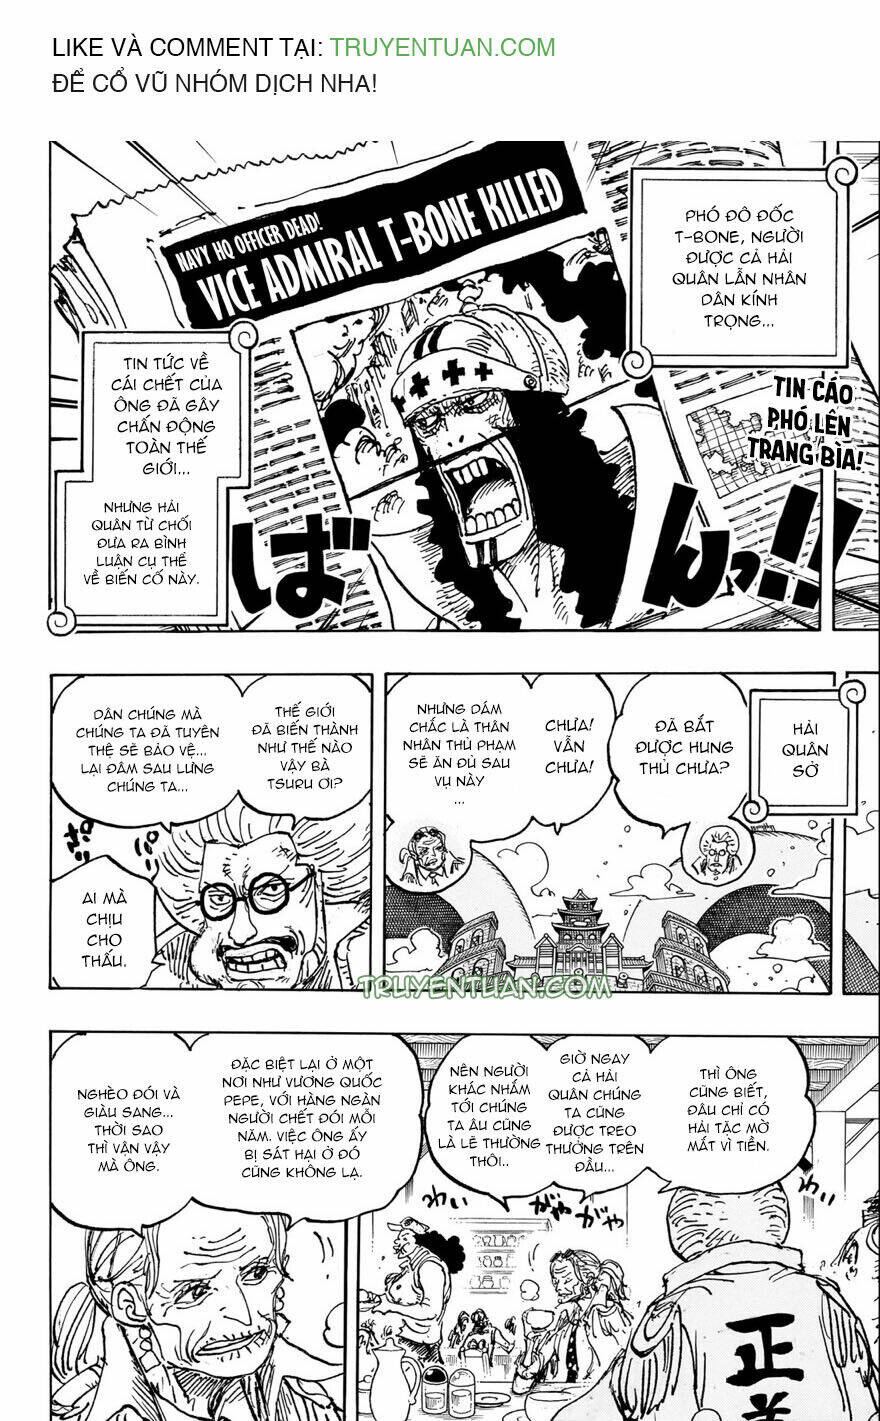 LIKE VÀ COMMENT TẠI: TRUYENTUAN.COM
ĐỂ CỔ VŨ NHÓM DỊCH NHA!
PHÓ ĐÔ ĐỐC
T-BONE, NGƯỜI
ĐƯỢC CẢ HẢI
QUÂN LẪN NHÂN
DÂN KÍNH
TRỌNG...
NAVY HQ OFFICER DEAD!
VICE ADMIRAL T-BONE KILLED
TIN CÁO
PHÓ LÊN
TRANG BÌA!
TIN TỨC VỀ
CÁI CHẾT CỦA
ÔNG ĐÃ GÂY
CHẤN ĐỘNG
TOÀN THẾ
GIỚI...
NHƯNG HẢI
QUÂN TỪ CHỐI
ĐƯA RA BÌNH
LUẬN CỤ THỂ
VỀ BIẾN CỐ NÀY.
ばんっ!!
HẢI
QUÂN
SỞ
ĐÃ BẮT
ĐƯỢC HUNG
THỦ CHƯA?
CHƯA!
VẪN
CHƯA!
NHƯNG DÁM
CHẮC LÀ THÂN
NHÂN THỦ PHẠM
SẼ ĂN ĐỦ SAU
VỤ NÀY
...
THẾ GIỚI
ĐÃ BIẾN THÀNH
NHƯ THẾ NÀO
VẬY BÀ
TSURU ƠI?
DÂN CHÚNG MÀ
CHÚNG TA ĐÃ TUYÊN
THỆ SẼ BẢO VỆ...
LẠI ĐÂM SAU LƯNG
CHÚNG TA...
AI MÀ
CHỊU
CHO
THẤU.
TRUYENTUAN.COM
THÌ ÔNG
CŨNG BIẾT,
ĐÂU CHỈ CÓ
HẢI TẶC MỜ
MẮT VÌ TIỀN.
GIỜ NGAY
CẢ HẢI
QUÂN CHÚNG
TA CŨNG
ĐƯỢC TREO
THƯỞNG TRÊN
ĐẦU...
NÊN NGƯỜI
KHÁC NHẮM
TỚI CHÚNG
TA ÂU CŨNG
LÀ LẼ THƯỜNG
THÔI..
ĐẶC BIỆT LẠI Ở MỘT
NƠI NHƯ VƯƠNG QUỐC
PEPE, VỚI HÀNG NGÀN
NGƯỜI CHẾT ĐÓI MỖI
NĂM. VIỆC ÔNG ẤY
BỊ SÁT HẠI Ở ĐÓ
CŨNG KHÔNG LẠ.
NGHÈO ĐÓI VÀ
GIÀU SANG...
THỜI SAO
THÌ VẬN VẬY
MÀ ÔNG.
わい
がや
がや
わい
正